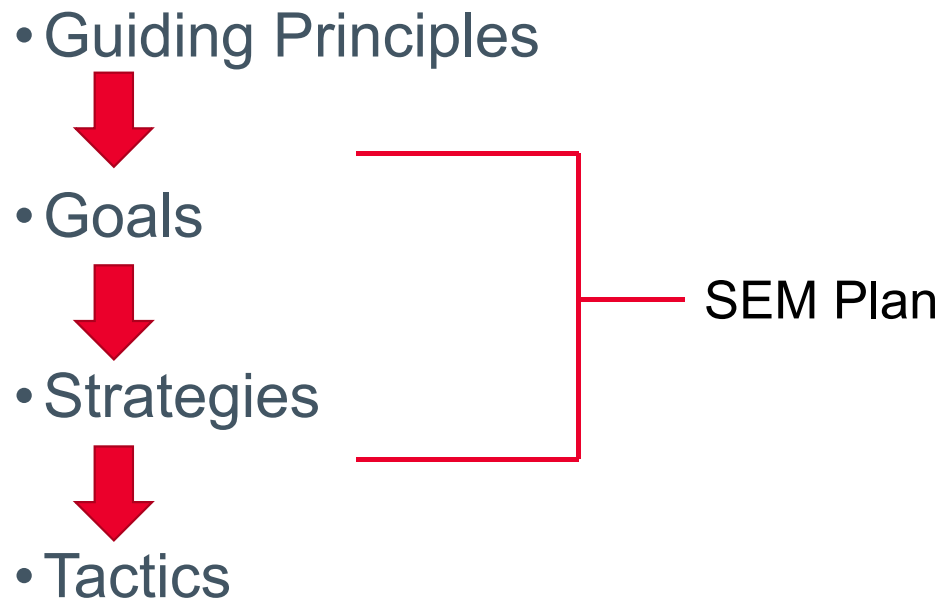 • Guiding Principles
• Goals
SEM Plan
• Strategies
• Tactics